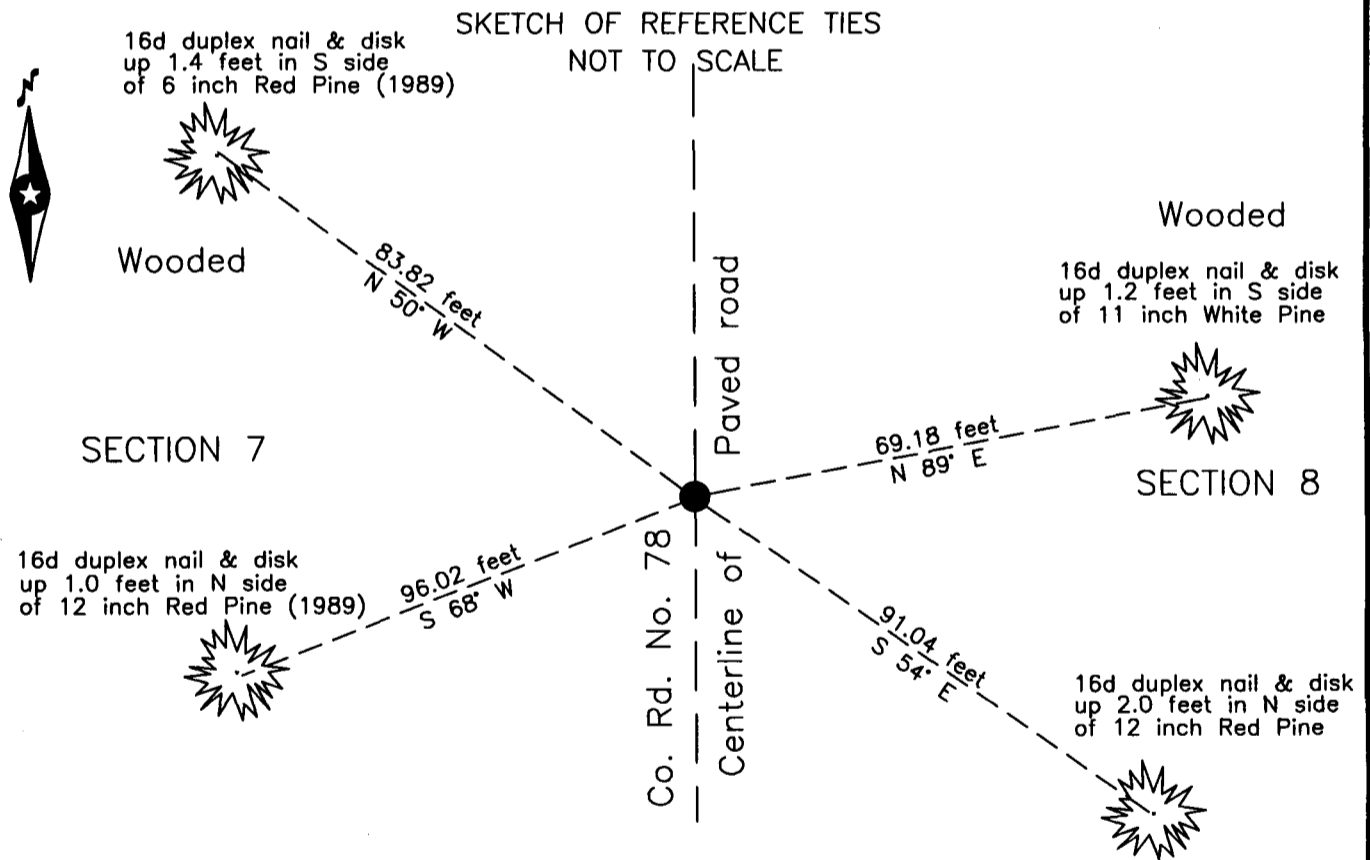 SKETCH OF REFERENCE TIES
NOT TO SCALE
16d duplex nail & disk
up 1.4 feet in S side
of 6 inch Red Pine (1989)
N
Wooded
83.82 feet
N 50° W
Paved road
Wooded
16d duplex nail & disk
up 1.2 feet in S side
of 11 inch White Pine
SECTION 7
69.18 feet
N 89° E
SECTION 8
16d duplex nail & disk
up 1.0 feet in N side
of 12 inch Red Pine (1989)
96.02 feet
S 68° W
Co. Rd. No. 78
Centerline of
91.04 feet
S 54° E
16d duplex nail & disk
up 2.0 feet in N side
of 12 inch Red Pine